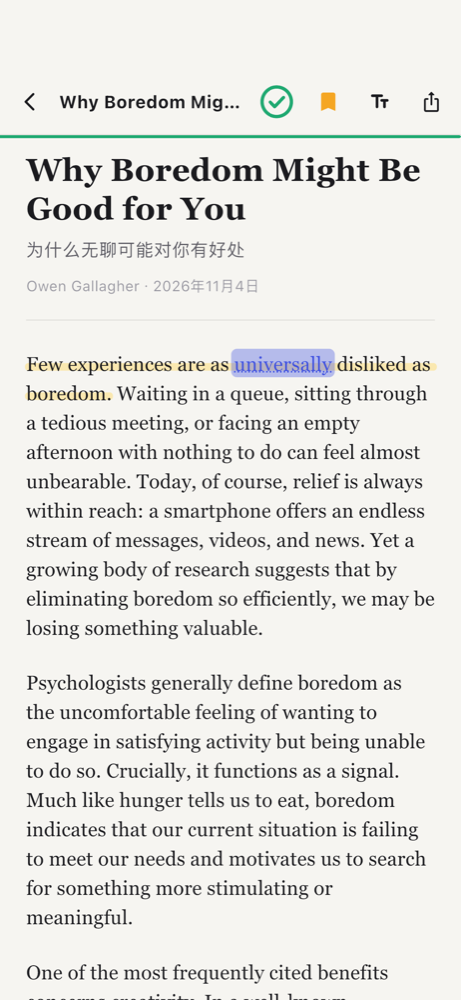 Why Boredom Mig...
Tт
Why Boredom Might Be
Good for You
为什么无聊可能对你有好处
Owen Gallagher · 2026年11月4日
Few experiences are as universally disliked as
boredom. Waiting in a queue, sitting through
a tedious meeting, or facing an empty
afternoon with nothing to do can feel almost
unbearable. Today, of course, relief is always
within reach: a smartphone offers an endless
stream of messages, videos, and news. Yet a
growing body of research suggests that by
eliminating boredom so efficiently, we may be
losing something valuable.
Psychologists generally define boredom as
the uncomfortable feeling of wanting to
engage in satisfying activity but being unable
to do so. Crucially, it functions as a signal.
Much like hunger tells us to eat, boredom
indicates that our current situation is failing
to meet our needs and motivates us to search
for something more stimulating or
meaningful.
One of the most frequently cited benefits
concerns creativity. In a well-known